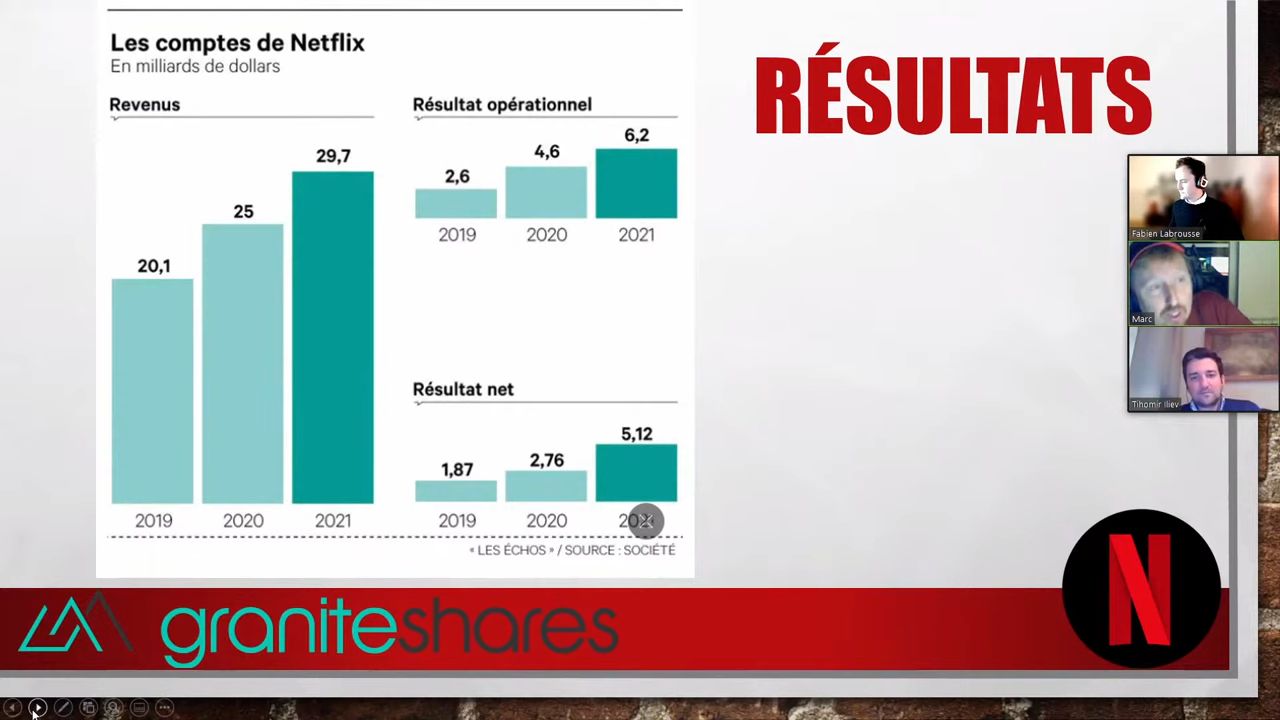 Les comptes de Netflix
En milliards de dollars
Revenus
29,7
25
20,1
2019 2020 2021
Résultat opérationnel
6,2
4,6
2,6
2019 2020 2021
Résultat net
5,12
2,76
1,87
2019 2020
« LES ÉCHOS » / SOURCE : SOCIÉTÉ
RÉSULTATS
Fabien Labrousse
Marc
Tihomir Iliev
graniteshares
N